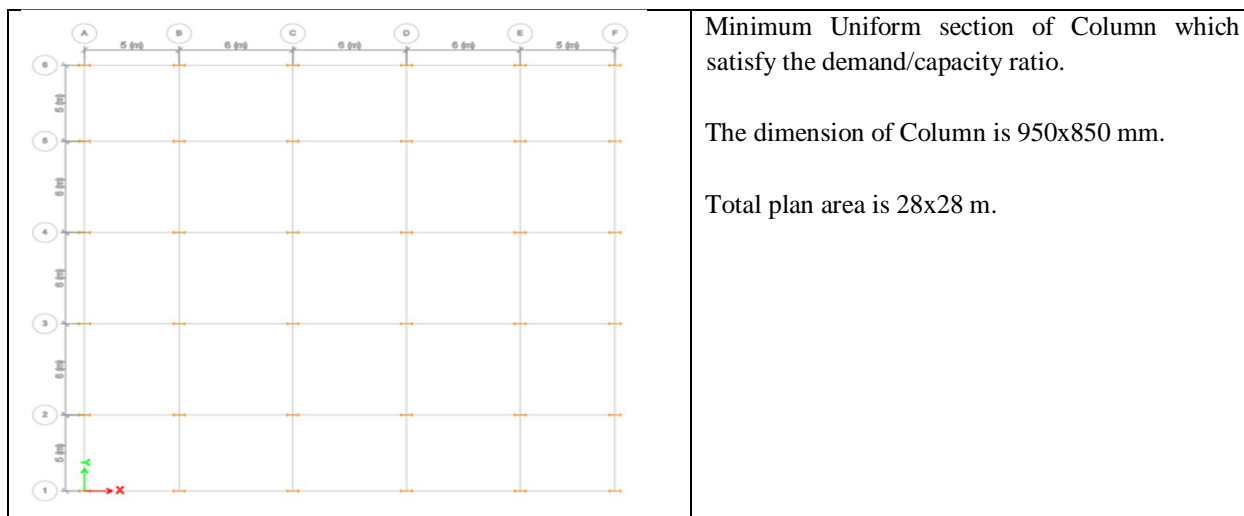 A B C D E F
5 (m) 6 (m) 6 (m) 6 (m) 5 (m)
6
5 (m)
5
6 (m)
4
6 (m)
3
6 (m)
2
5 (m)
1
Y
X
Minimum Uniform section of Column which
satisfy the demand/capacity ratio.
The dimension of Column is 950x850 mm.
Total plan area is 28x28 m.